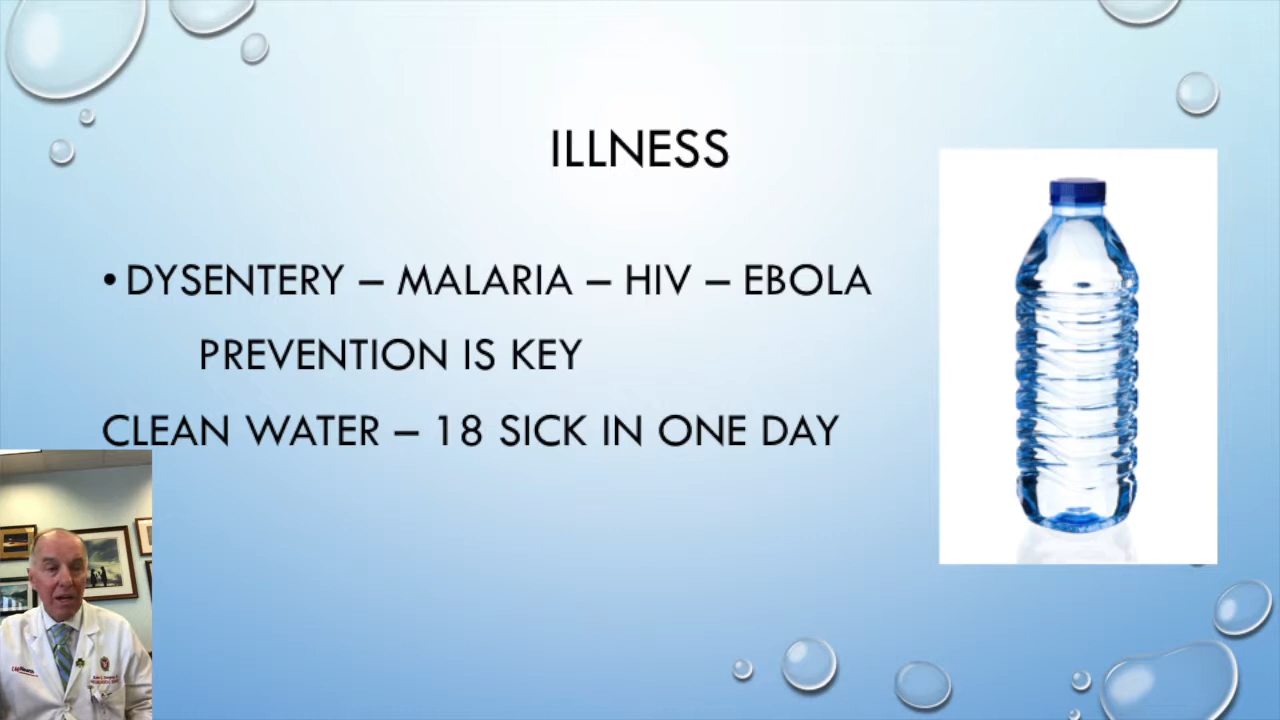 ILLNESS
• DYSENTERY – MALARIA – HIV – EBOLA
PREVENTION IS KEY
CLEAN WATER – 18 SICK IN ONE DAY